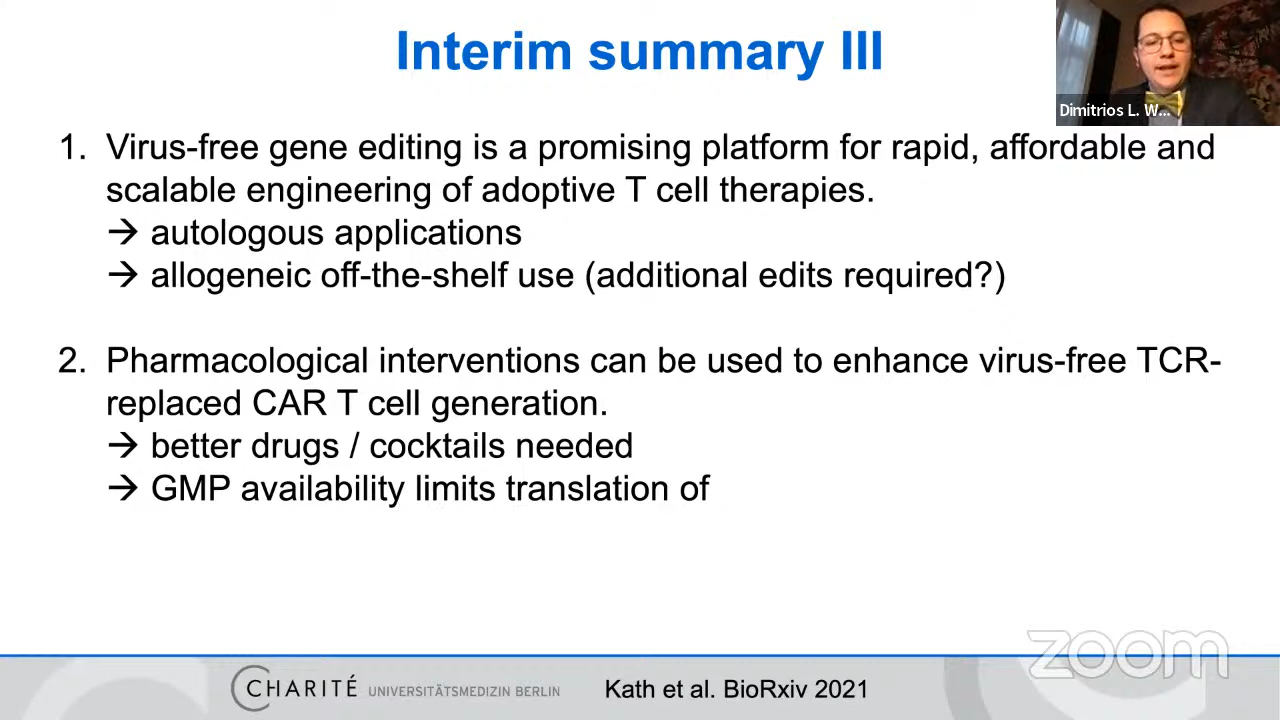 Interim summary III
Dimitrios L. W...
1. Virus-free gene editing is a promising platform for rapid, affordable and
scalable engineering of adoptive T cell therapies.
→ autologous applications
→ allogeneic off-the-shelf use (additional edits required?)
2. Pharmacological interventions can be used to enhance virus-free TCR-
replaced CAR T cell generation.
→ better drugs / cocktails needed
→ GMP availability limits translation of
zoom
CHARITÉ UNIVERSITÄTSMEDIZIN BERLIN
Kath et al. BioRxiv 2021